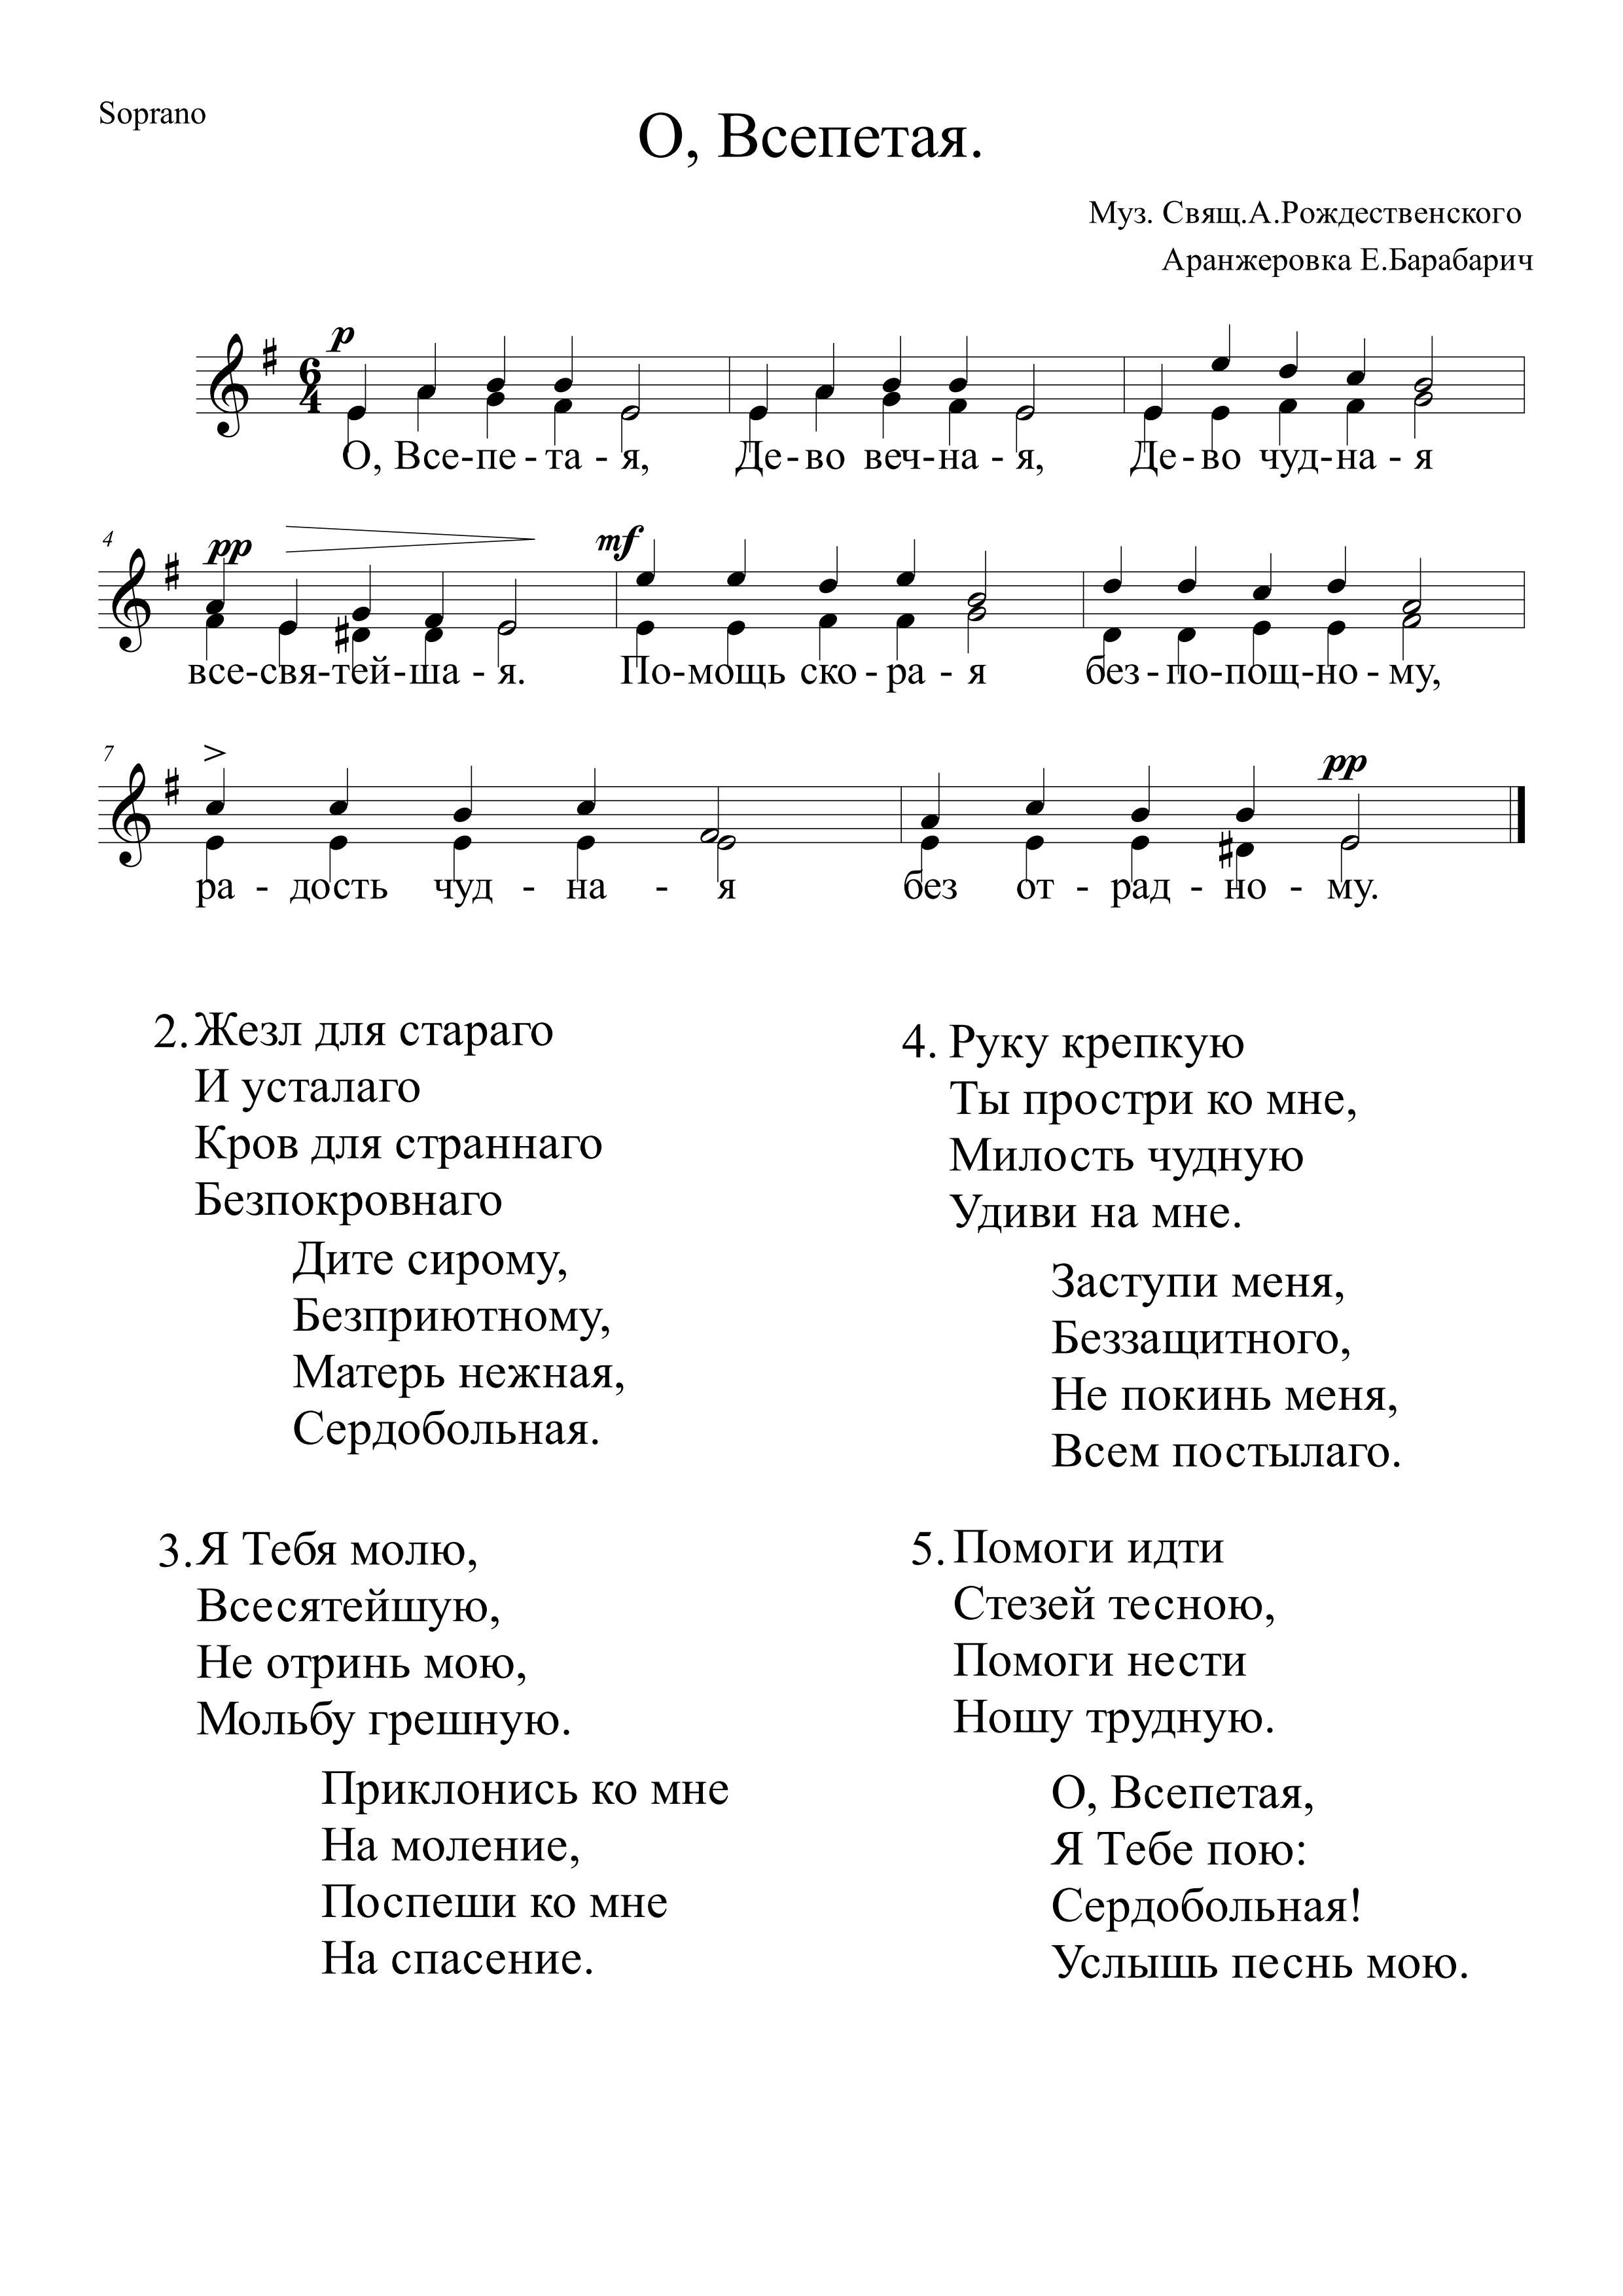 Soprano
О, Всепетая.
Муз. Свящ.А.Рождественского
Аранжеровка Е.Барабарич
p
6
4
О, Все-пе-та-я, Де-во веч-на-я, Де-во чуд-на-я
4
pp mf
все-свя-тей-ша-я. По-мощь ско-ра-я без-по-пощ-но-му,
7
> pp
ра-дость чуд-на-я без от-рад-но-му.
2. Жезл для стараго
И усталаго
Кров для страннаго
Безпокровнаго
Дите сирому,
Безприютному,
Матерь нежная,
Сердобольная.
3. Я Тебя молю,
Всесятейшую,
Не отринь мою,
Мольбу грешную.
Приклонись ко мне
На моление,
Поспеши ко мне
На спасение.
4. Руку крепкую
Ты простри ко мне,
Милость чудную
Удиви на мне.
Заступи меня,
Беззащитного,
Не покинь меня,
Всем постылаго.
5. Помоги идти
Стезей тесною,
Помоги нести
Ношу трудную.
О, Всепетая,
Я Тебе пою:
Сердобольная!
Услышь песнь мою.